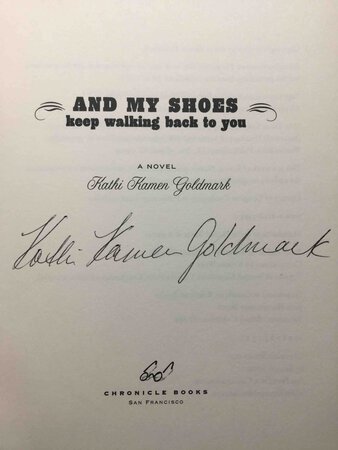 AND MY SHOES
keep walking back to you
A NOVEL
Kathi Kamen Goldmark
Kathi Kamen Goldmark
CHRONICLE BOOKS
SAN FRANCISCO